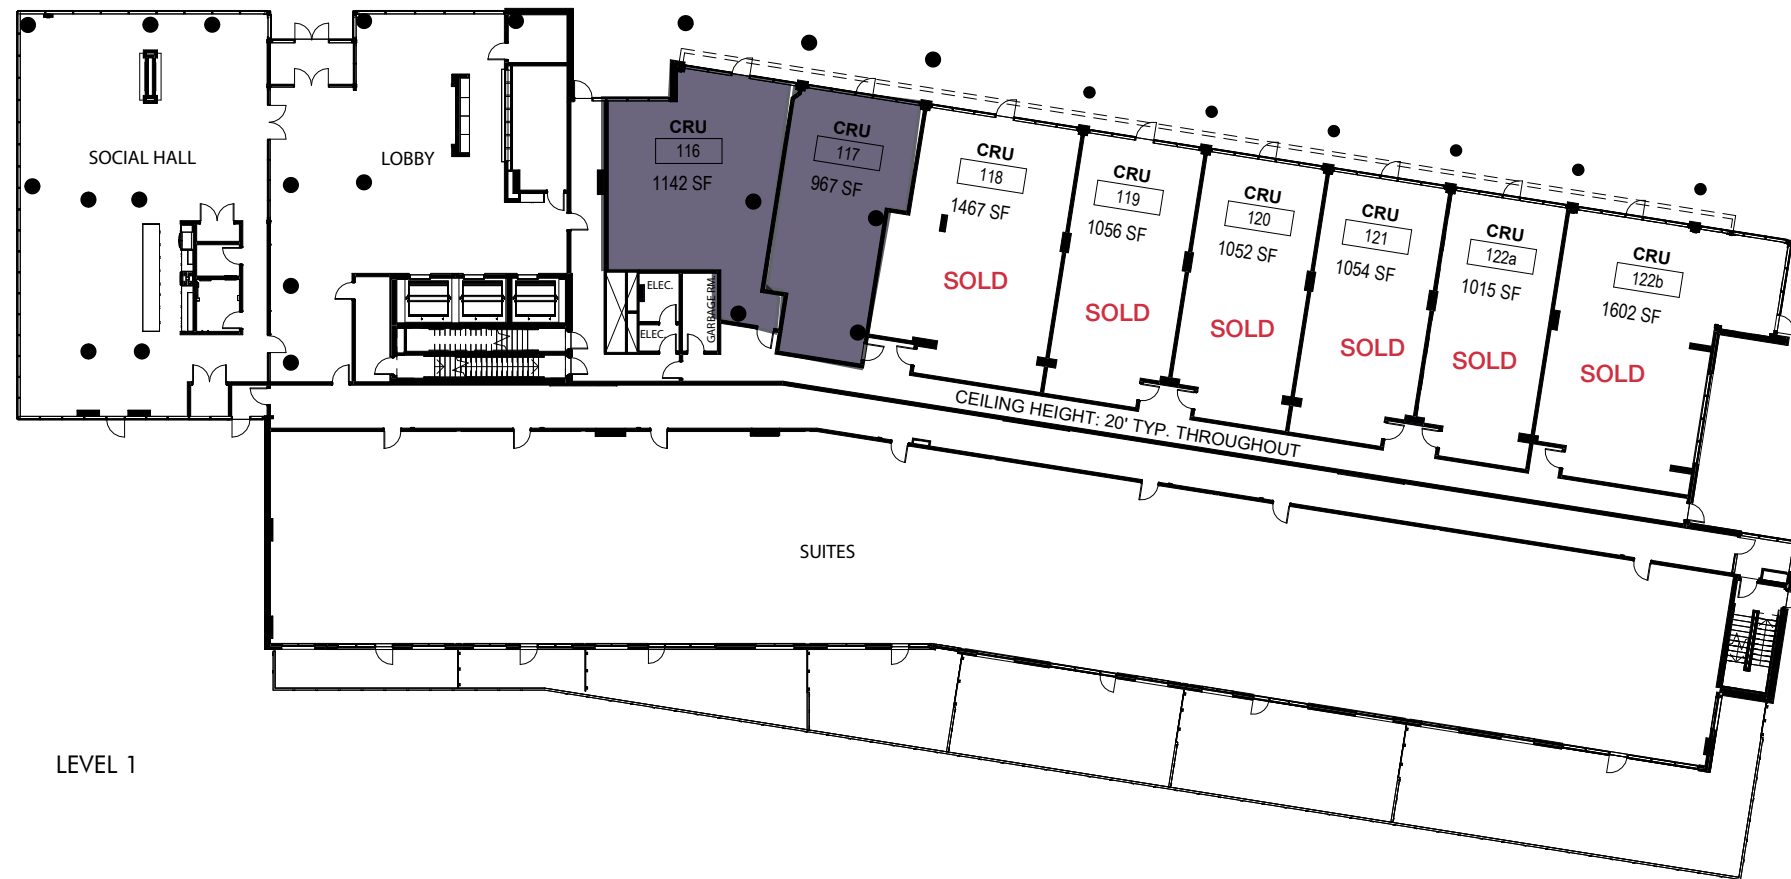 SOCIAL HALL
LOBBY
CRU
116
1142 SF
CRU
117
967 SF
CRU
118
1467 SF
SOLD
CRU
119
1056 SF
SOLD
CRU
120
1052 SF
SOLD
CRU
121
1054 SF
SOLD
CRU
122a
1015 SF
SOLD
CRU
122b
1602 SF
SOLD
ELEC.
ELEC.
GARBAGE RM.
CEILING HEIGHT: 20' TYP. THROUGHOUT
SUITES
LEVEL 1